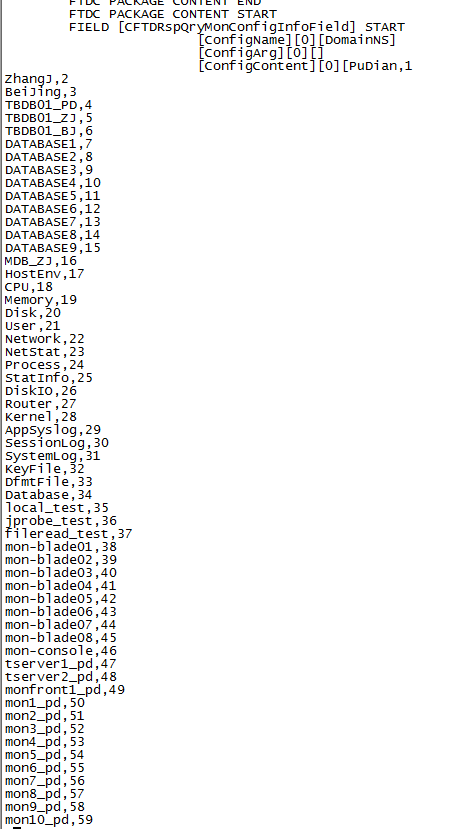 FTDC PACKAGE CONTENT END
FTDC PACKAGE CONTENT START
FIELD [CFTDRspQryMonConfigInfoField] START
[ConfigName][0][DomainNS]
[ConfigArg][0][]
[ConfigContent][0][PuDian,1
ZhangJ,2
BeiJing,3
TBDB01_PD,4
TBDB01_ZJ,5
TBDB01_BJ,6
DATABASE1,7
DATABASE2,8
DATABASE3,9
DATABASE4,10
DATABASE5,11
DATABASE6,12
DATABASE7,13
DATABASE8,14
DATABASE9,15
MDB_ZJ,16
HostEnv,17
CPU,18
Memory,19
Disk,20
User,21
Network,22
NetStat,23
Process,24
StatInfo,25
DiskIO,26
Router,27
Kernel,28
AppSyslog,29
SessionLog,30
SystemLog,31
KeyFile,32
DfmtFile,33
Database,34
local_test,35
jprobe_test,36
fileread_test,37
mon-blade01,38
mon-blade02,39
mon-blade03,40
mon-blade04,41
mon-blade05,42
mon-blade06,43
mon-blade07,44
mon-blade08,45
mon-console,46
tserver1_pd,47
tserver2_pd,48
monfront1_pd,49
mon1_pd,50
mon2_pd,51
mon3_pd,52
mon4_pd,53
mon5_pd,54
mon6_pd,55
mon7_pd,56
mon8_pd,57
mon9_pd,58
mon10_pd,59